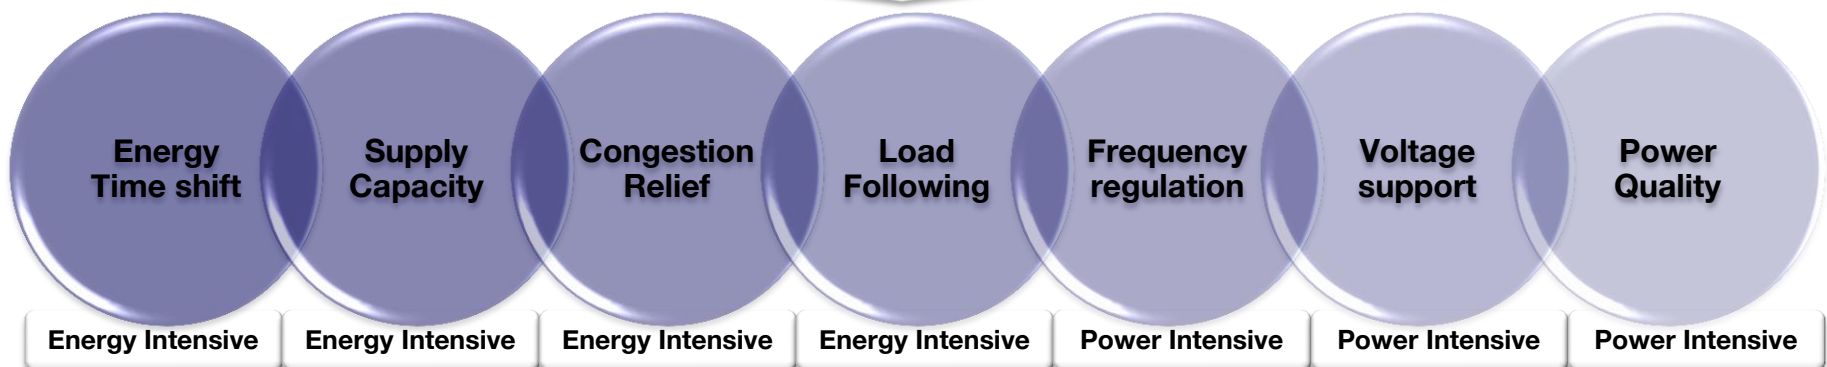 Energy
Time shift
Supply
Capacity
Congestion
Relief
Load
Following
Frequency
regulation
Voltage
support
Power
Quality
Energy Intensive
Energy Intensive
Energy Intensive
Energy Intensive
Power Intensive
Power Intensive
Power Intensive